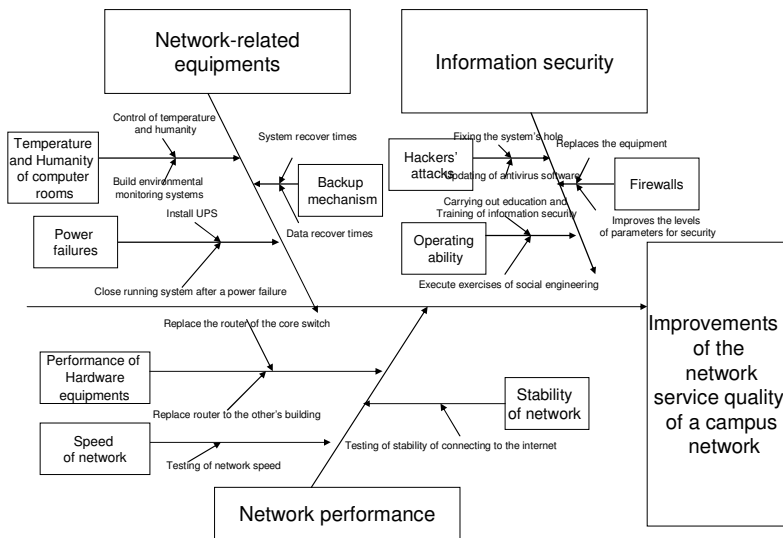 Network-related
equipments
Information security
Control of temperature
and humanity
Temperature
and Humanity
of computer
rooms
Build environmental
monitoring systems
System recover times
Backup
mechanism
Data recover times
Install UPS
Power
failures
Close running system after a power failure
Fixing the system's hole
Hackers'
attacks
Updating of antivirus software
Replaces the equipment
Firewalls
Improves the levels
of parameters for security
Carrying out education and
Training of information security
Operating
ability
Execute exercises of social engineering
Improvements
of the
network
service quality
of a campus
network
Replace the router of the core switch
Performance of
Hardware
equipments
Replace router to the other's building
Stability
of network
Testing of stability of connecting to the internet
Speed
of network
Testing of network speed
Network performance